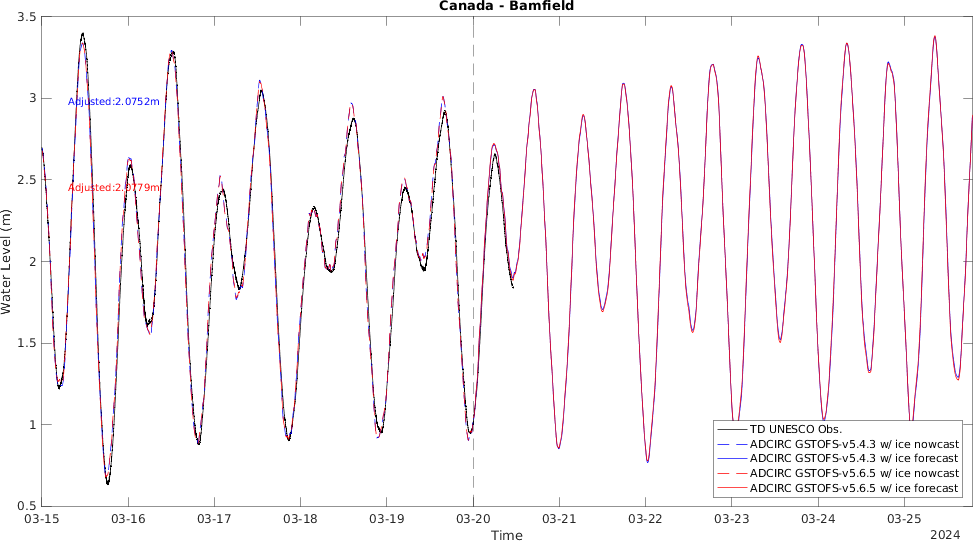 Canada - Bamfield
3.5
3
2.5
2
1.5
1
0.5
Water Level (m)
Adjusted:2.0752m
Adjusted:2.0779m
TD UNESCO Obs.
ADCIRC GSTOFS-v5.4.3 w/ ice nowcast
ADCIRC GSTOFS-v5.4.3 w/ ice forecast
ADCIRC GSTOFS-v5.6.5 w/ ice nowcast
ADCIRC GSTOFS-v5.6.5 w/ ice forecast
03-15 03-16 03-17 03-18 03-19 03-20 03-21 03-22 03-23 03-24 03-25
Time
2024